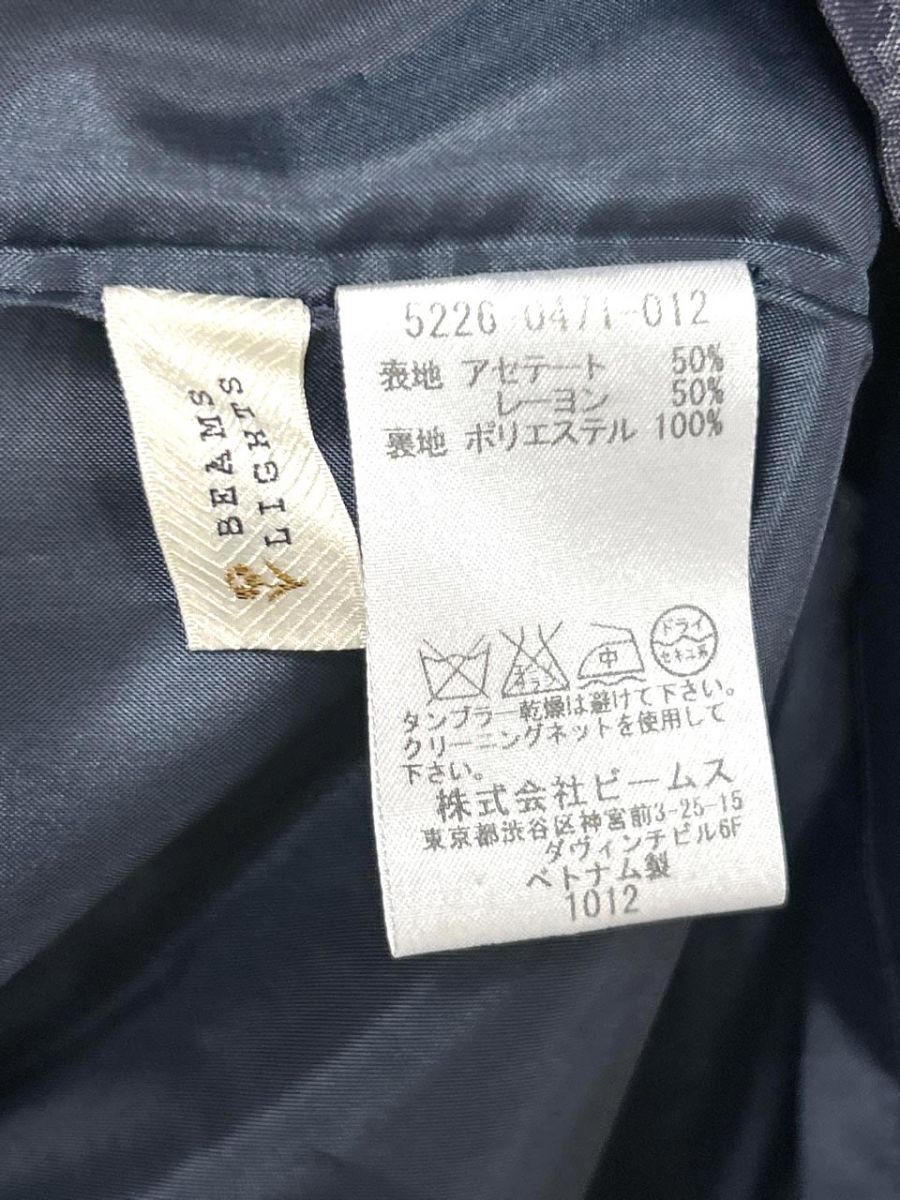 BEAMS
LIGHTS
5226 0471-012
表地 アセテート 50%
レーヨン 50%
裏地 ポリエステル 100%
中
ドライ
セキユ系
タンブラー乾燥は避けて下さい。
クリーニングネットを使用して
下さい。
株式会社ビームス
東京都渋谷区神宮前3-25-15
ダヴィンチビル6F
ベトナム製
1012